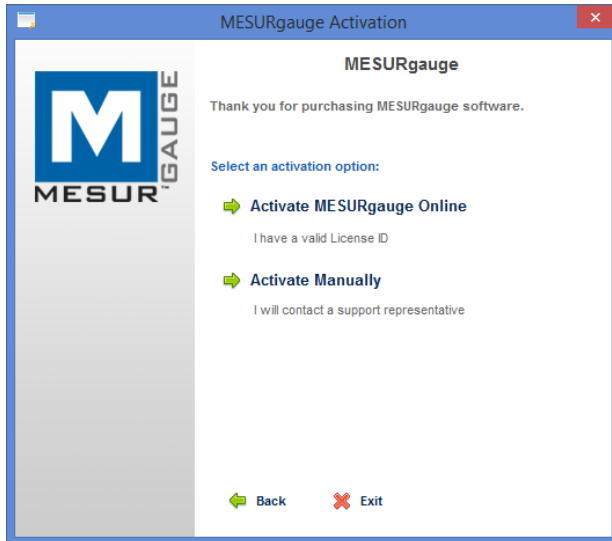 MESURgauge Activation
M
GAUGE
MESUR™
MESURgauge
Thank you for purchasing MESURgauge software.
Select an activation option:
Activate MESURgauge Online
I have a valid License ID
Activate Manually
I will contact a support representative
Back
Exit